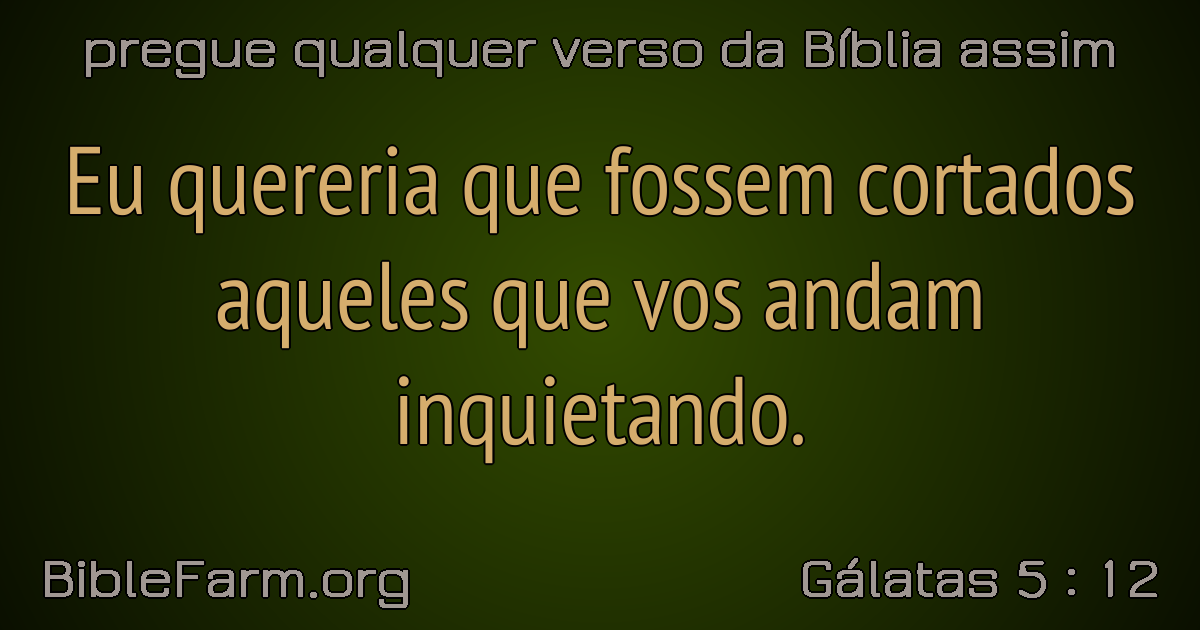 pregue qualquer verso da Bíblia assim
Eu quereria que fossem cortados
aqueles que vos andam
inquietando.
BibleFarm.org
Gálatas 5 : 12